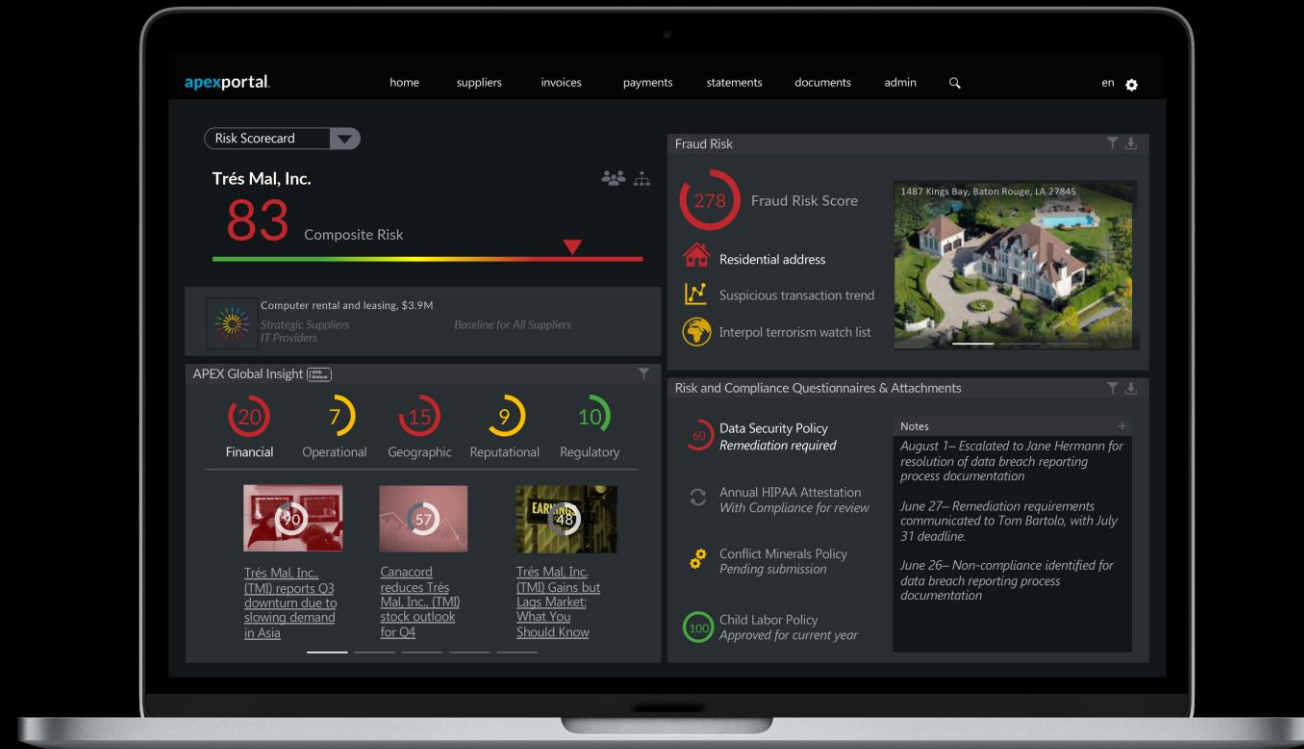 apexportal.
home suppliers invoices payments statements documents admin en
Risk Scorecard
Trés Mal, Inc.
83 Composite Risk
Computer rental and leasing, $3.9M
Strategic Suppliers Baseline for All Suppliers
IT Providers
APEX Global Insight
20 7 15 9 10
Financial Operational Geographic Reputational Regulatory
90
Trés Mal, Inc.,
(TMI) reports Q3
downturn due to
slowing demand
in Asia
57
Canacord
reduces Trés
Mal, Inc., (TMI)
stock outlook
for Q4
EARNINGS
48
Trés Mal, Inc.
(TMI) Gains but
Lags Market:
What You
Should Know
Fraud Risk
278 Fraud Risk Score
Residential address
Suspicious transaction trend
Interpol terrorism watch list
1487 Kings Bay, Baton Rouge, LA 27845
Risk and Compliance Questionnaires & Attachments
60
Data Security Policy
Remediation required
Annual HIPAA Attestation
With Compliance for review
Conflict Minerals Policy
Pending submission
100
Child Labor Policy
Approved for current year
Notes
August 1– Escalated to Jane Hermann for
resolution of data breach reporting
process documentation
June 27– Remediation requirements
communicated to Tom Bartolo, with July
31 deadline.
June 26– Non-compliance identified for
data breach reporting process
documentation